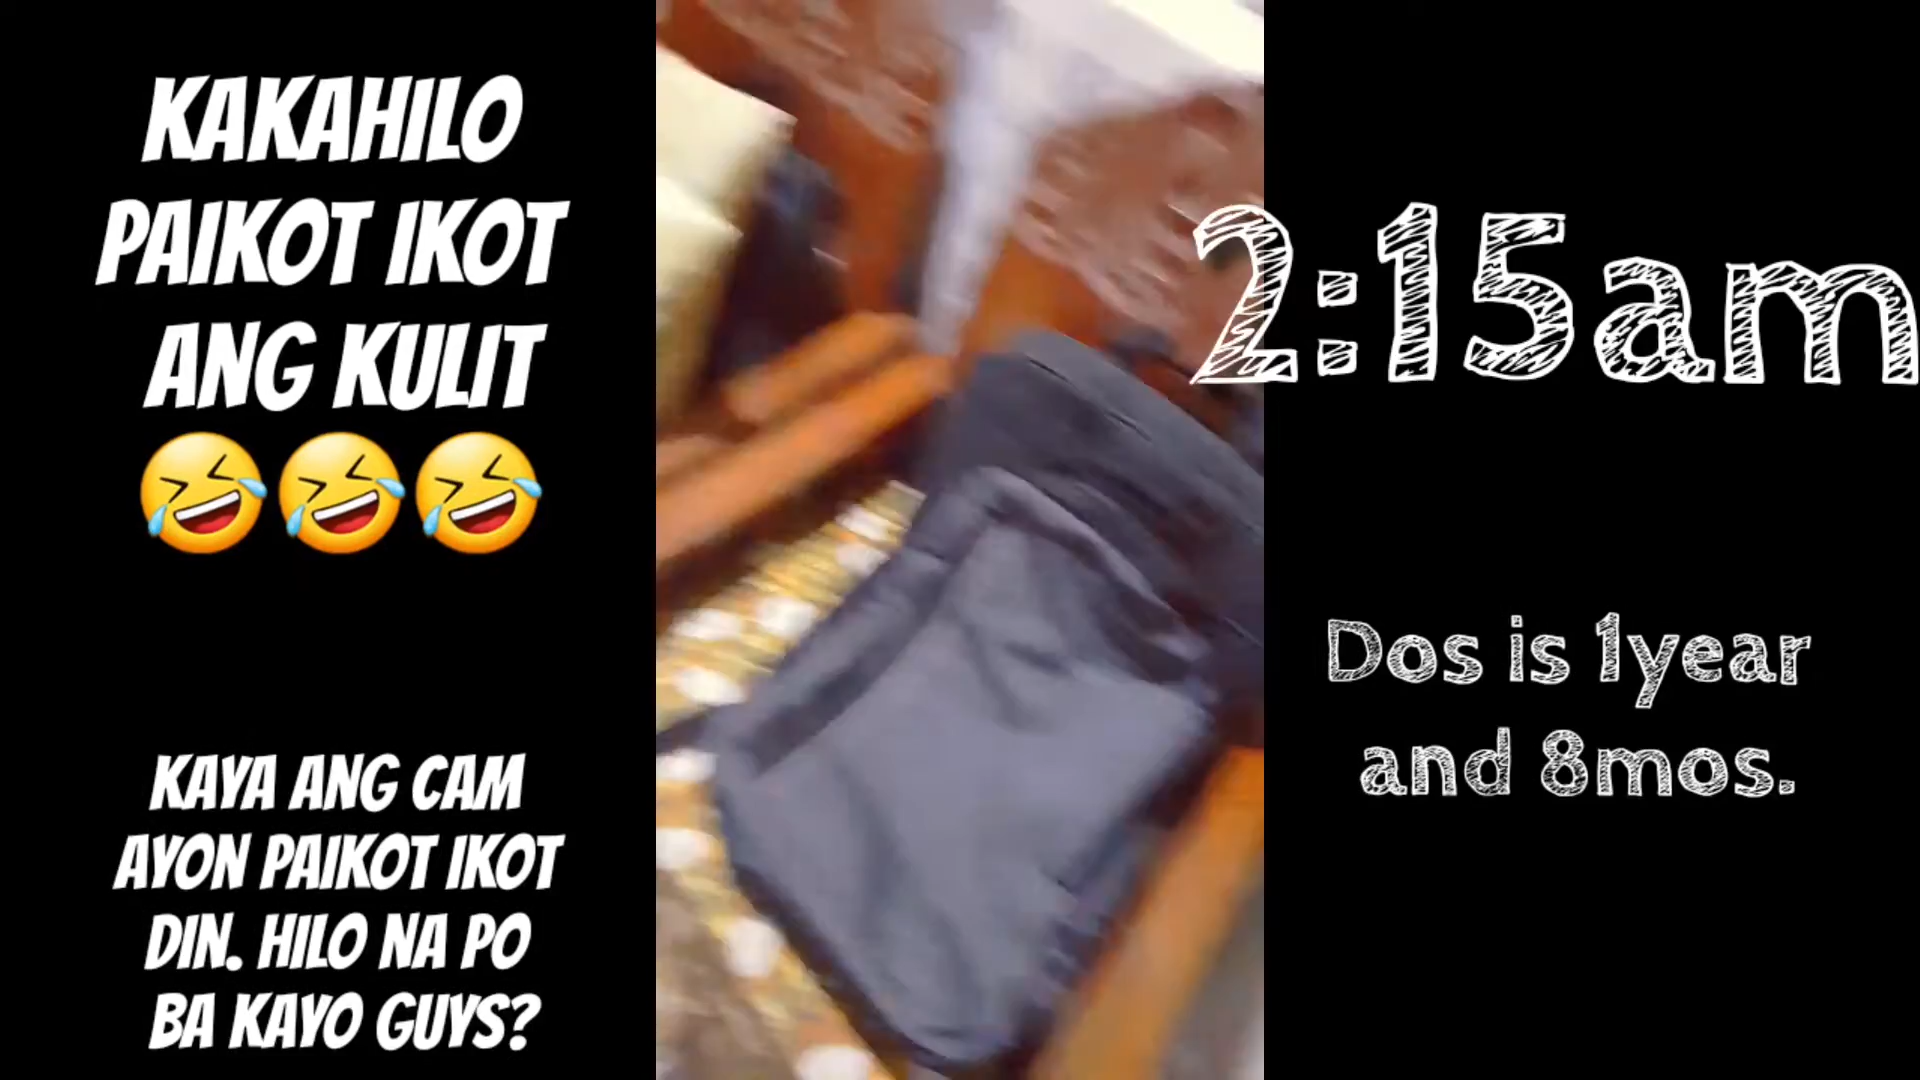 KAKAHILO
PAIKOT IKOT
ANG KULIT
🤣🤣🤣
KAYA ANG CAM
AYON PAIKOT IKOT
DIN. HILO NA PO
BA KAYO GUYS?
2:15am
Dos is 1year
and 8mos.